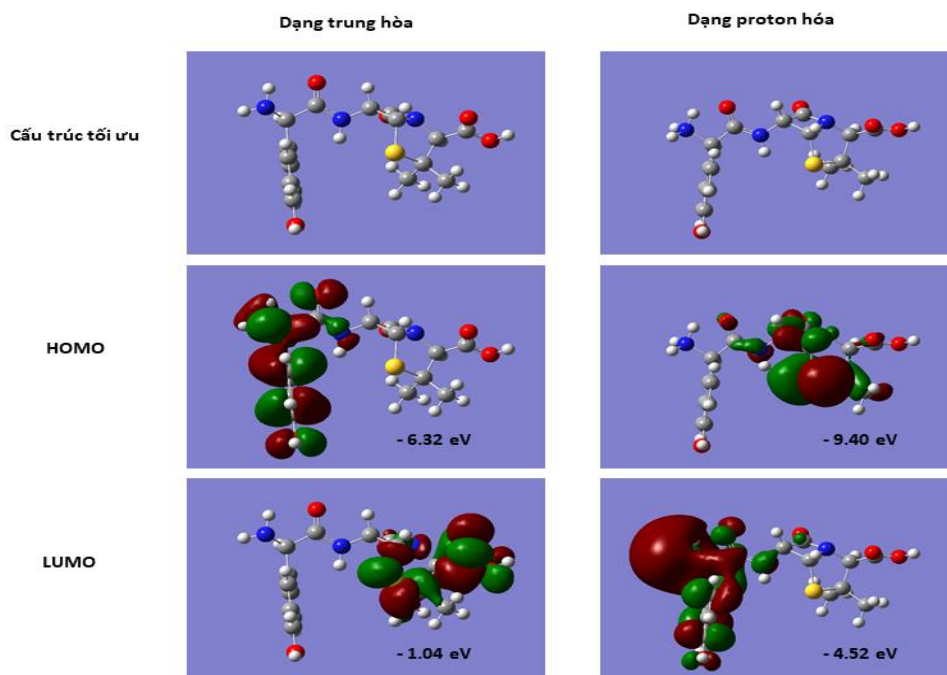 Dạng trung hòa
Dạng proton hóa
Cấu trúc tối ưu
HOMO
- 6.32 eV
- 9.40 eV
LUMO
- 1.04 eV
- 4.52 eV